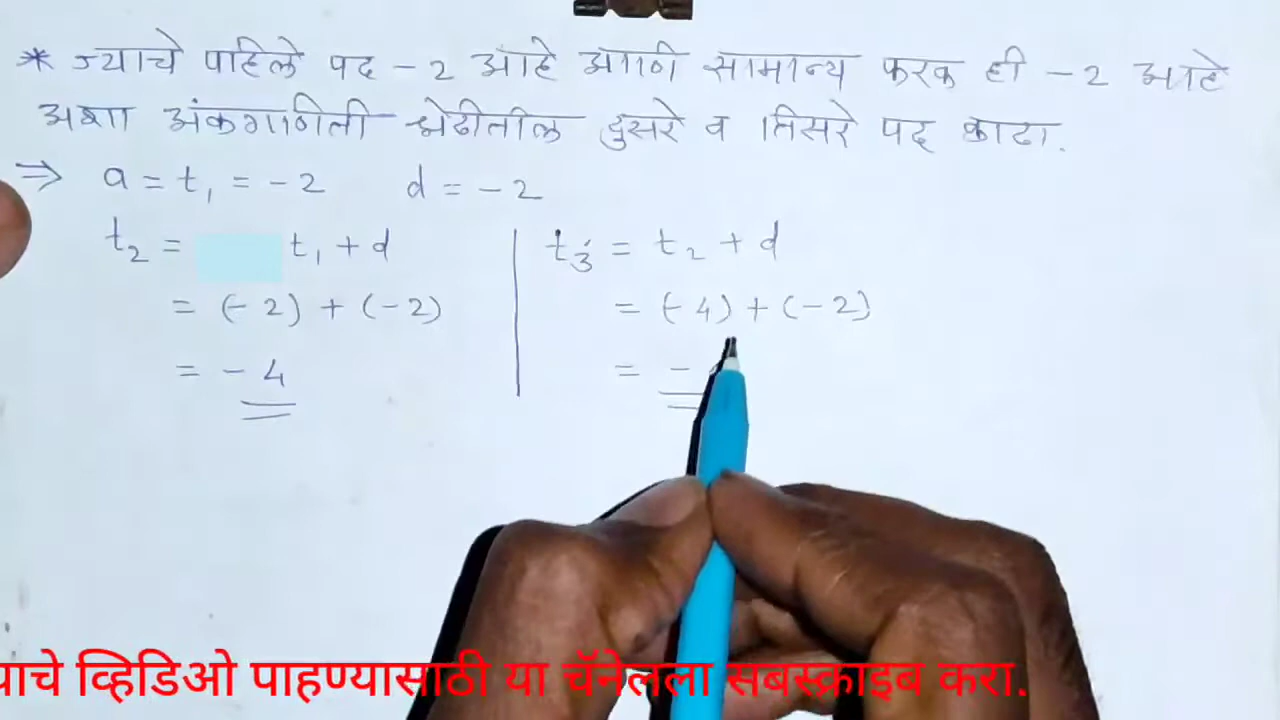 * ज्याचे पाहिले पद -2 आहे आणि सामान्य फरक ही -2 आहे
अशा अंकगणिती श्रेढीतील दुसरे व तिसरे पद काढा.
⇒ a = t₁ = -2 d = -2
t₂ = t₁ + d
= (-2) + (-2)
= -4
t₃ = t₂ + d
= (-4) + (-2)
= -
याचे व्हिडिओ पाहण्यासाठी या चॅनेलला सबस्क्राइब करा.